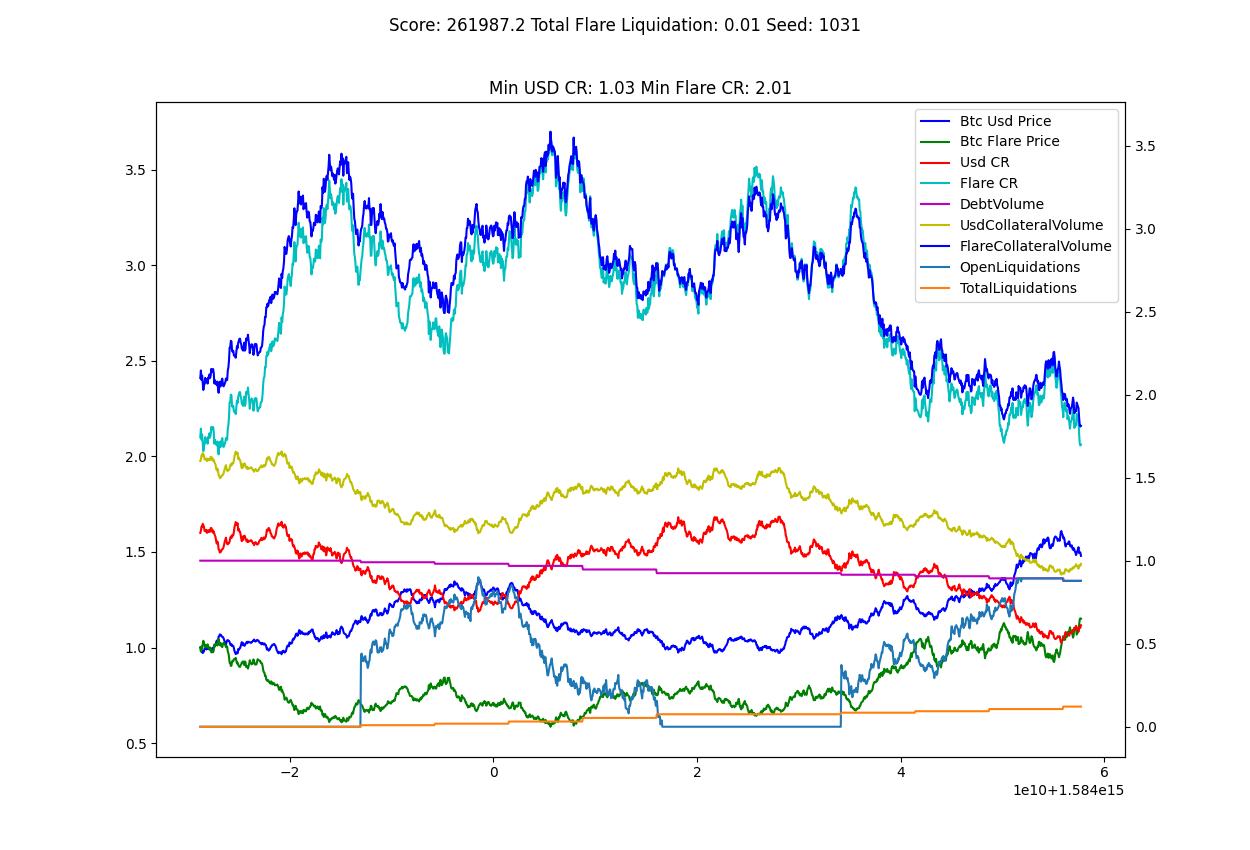 Score: 261987.2 Total Flare Liquidation: 0.01 Seed: 1031
Min USD CR: 1.03 Min Flare CR: 2.01
Btc Usd Price
Btc Flare Price
Usd CR
Flare CR
DebtVolume
UsdCollateralVolume
FlareCollateralVolume
OpenLiquidations
TotalLiquidations
3.5
3.0
2.5
2.0
1.5
1.0
0.5
3.5
3.0
2.5
2.0
1.5
1.0
0.5
0.0
−2
0
2
4
6
1e10+1.584e15